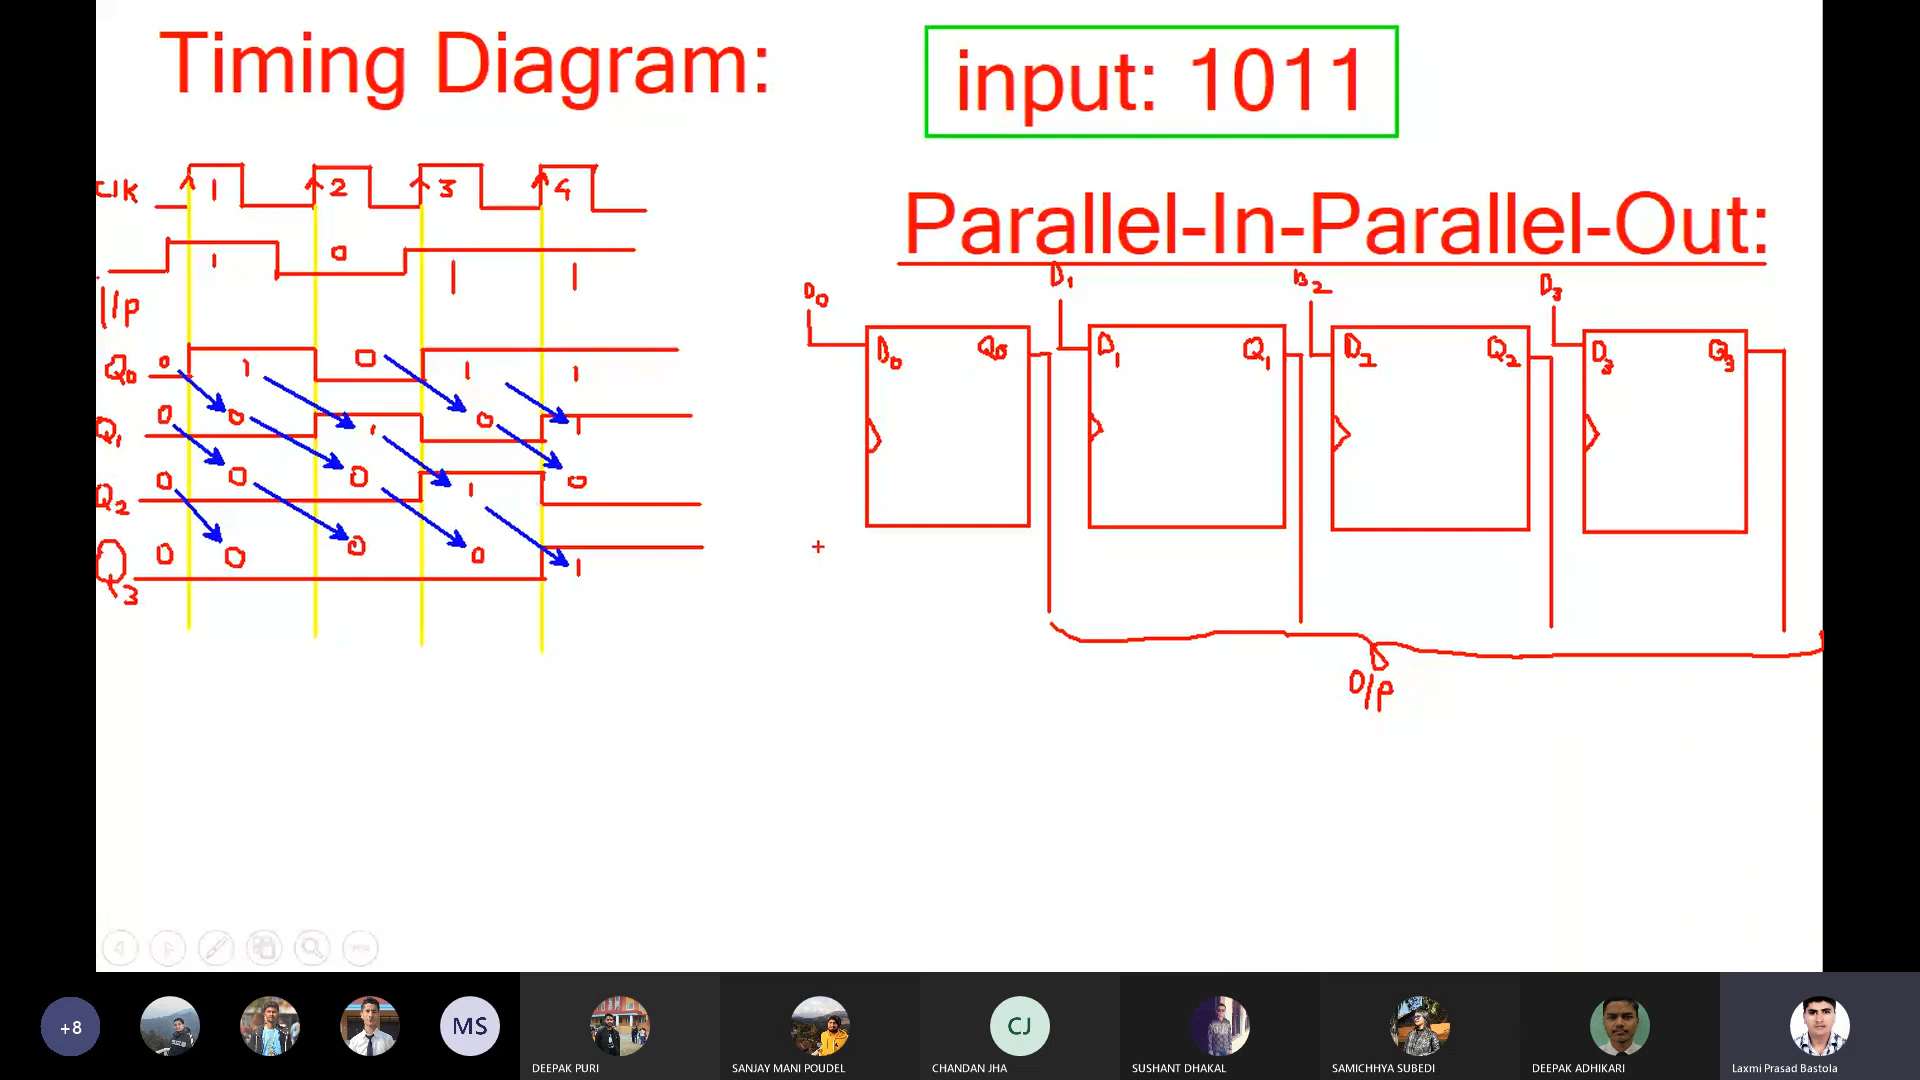 Timing Diagram:
input: 1011
Clk 1 2 3 4
I/p 1 0 1 1
Q0 0 1 0 1 1
Q1 0 0 1 0 1
Q2 0 0 0 1 0
Q3 0 0 0 0 1
Parallel-In-Parallel-Out:
D0 D1 D2 D3
D0 Q0 D1 Q1 D2 Q2 D3 Q3
O/p
+8
MS
DEEPAK PURI
SANJAY MANI POUDEL
CJ
CHANDAN JHA
SUSHANT DHAKAL
SAMICHHYA SUBEDI
DEEPAK ADHIKARI
Laxmi Prasad Bastola